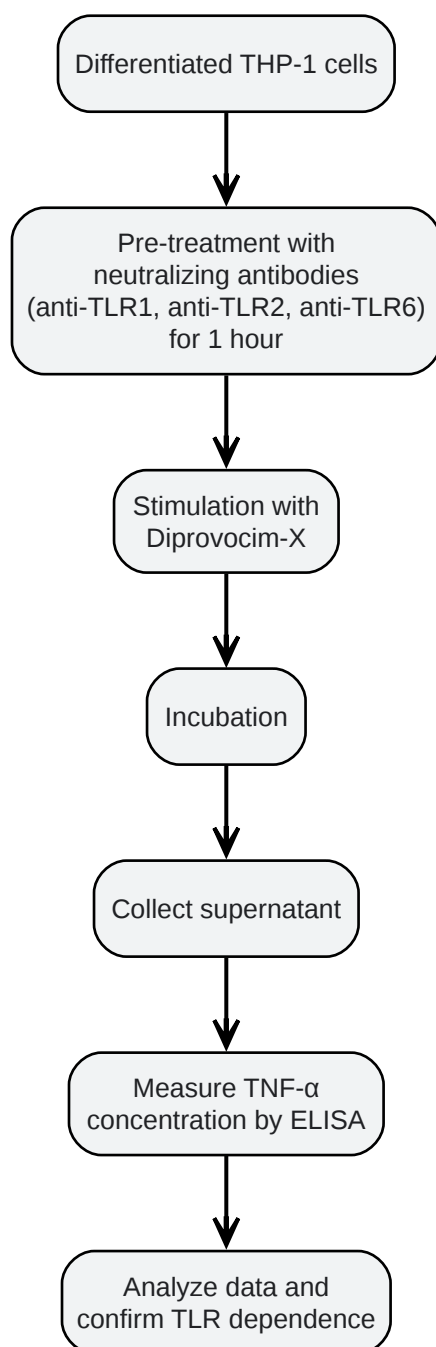 Differentiated THP-1 cells
Pre-treatment with
neutralizing antibodies
(anti-TLR1, anti-TLR2, anti-TLR6)
for 1 hour
Stimulation with
Diprovocim-X
Incubation
Collect supernatant
Measure TNF-α
concentration by ELISA
Analyze data and
confirm TLR dependence